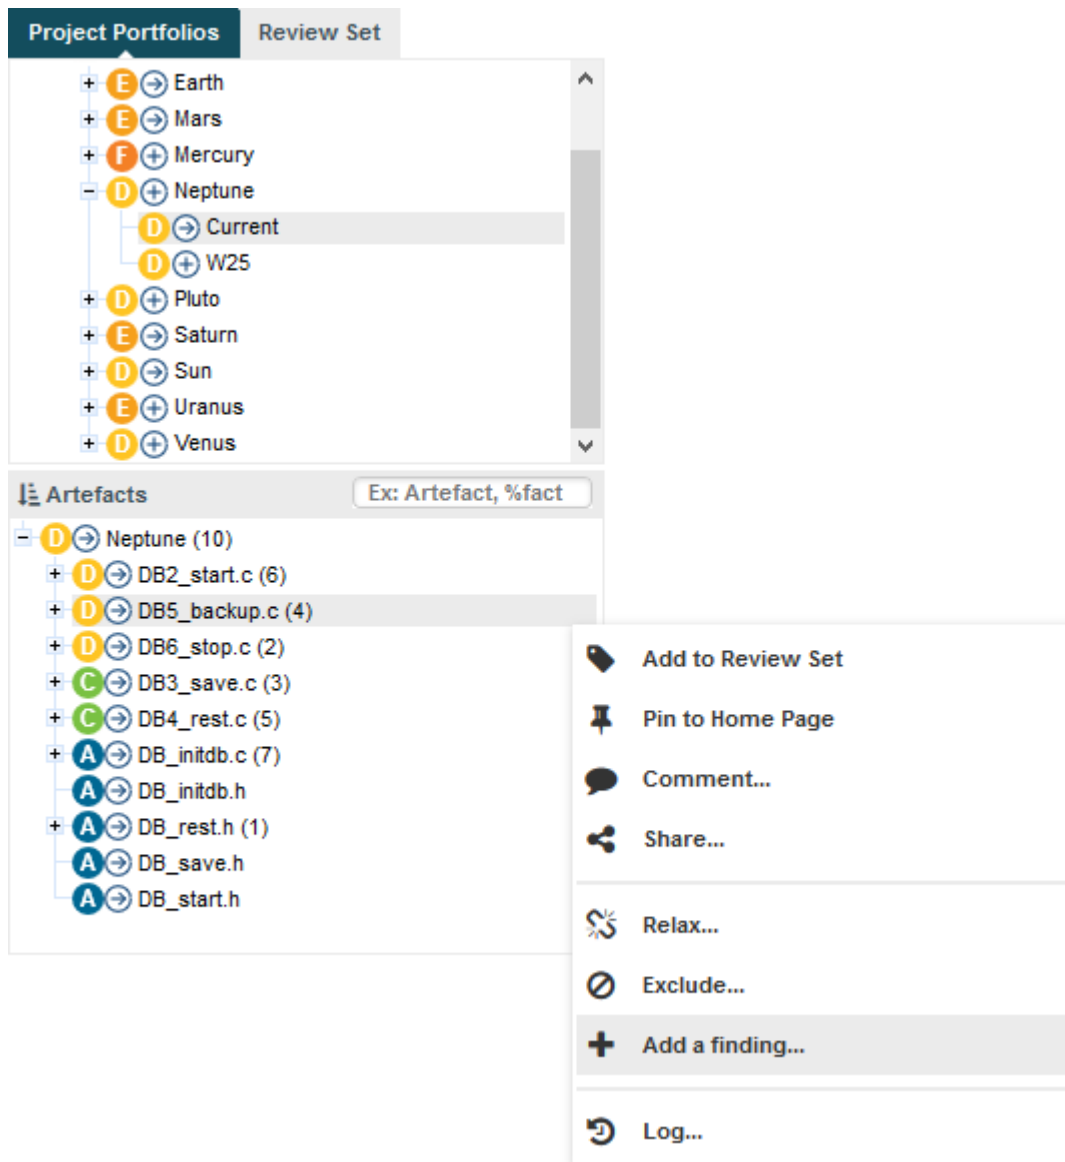 Project Portfolios Review Set
E Earth
E Mars
F Mercury
D Neptune
D Current
D W25
D Pluto
E Saturn
D Sun
E Uranus
D Venus
Artefacts Ex: Artefact, %fact
D Neptune (10)
D DB2_start.c (6)
D DB5_backup.c (4)
D DB6_stop.c (2)
C DB3_save.c (3)
C DB4_rest.c (5)
A DB_initdb.c (7)
A DB_initdb.h
A DB_rest.h (1)
A DB_save.h
A DB_start.h
Add to Review Set
Pin to Home Page
Comment...
Share...
Relax...
Exclude...
Add a finding...
Log...